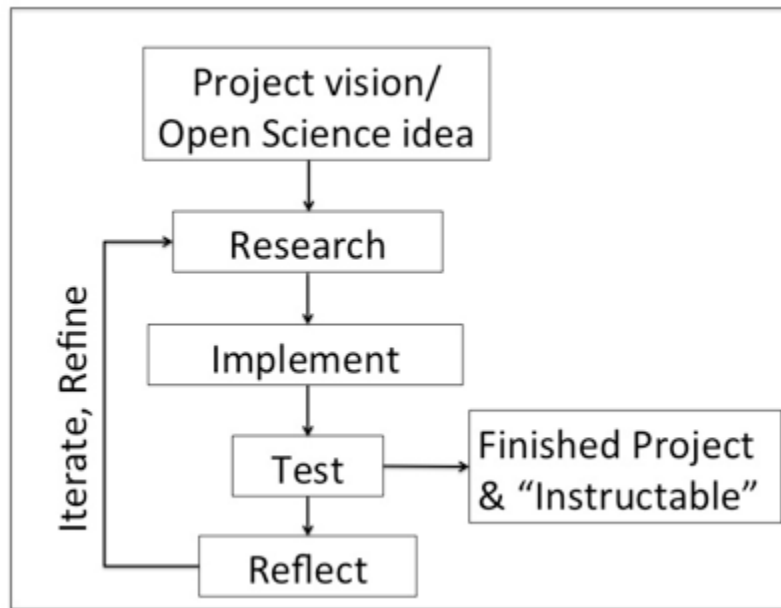 Project vision/
Open Science idea
Research
Implement
Test
Finished Project
& “Instructable”
Reflect
Iterate, Refine